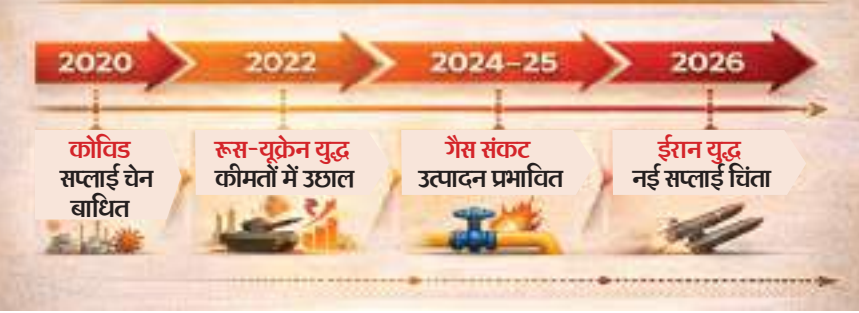 2020
2022
2024–25
2026
कोविड
सप्लाई चेन
बाधित
रूस-यूक्रेन युद्ध
कीमतों में उछाल
गैस संकट
उत्पादन प्रभावित
ईरान युद्ध
नई सप्लाई चिंता